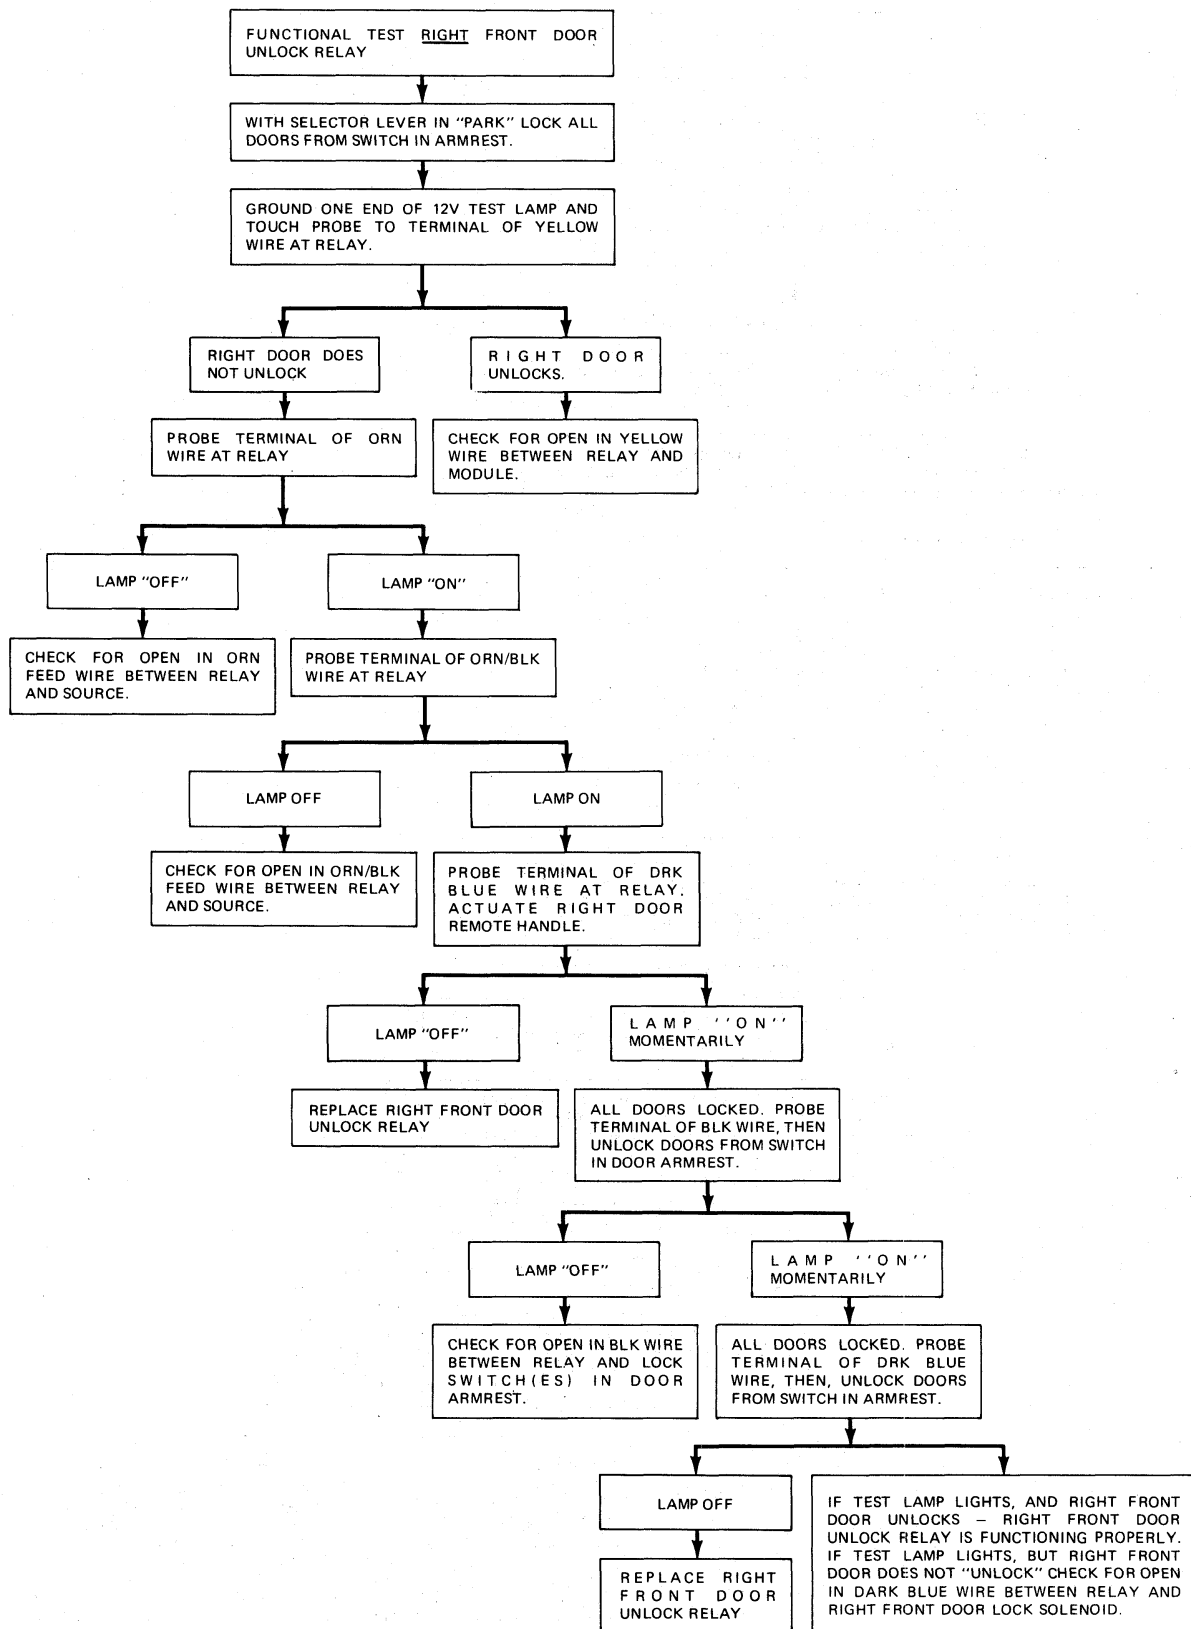 FUNCTIONAL TEST RIGHT FRONT DOOR
UNLOCK RELAY
WITH SELECTOR LEVER IN "PARK" LOCK ALL
DOORS FROM SWITCH IN ARMREST.
GROUND ONE END OF 12V TEST LAMP AND
TOUCH PROBE TO TERMINAL OF YELLOW
WIRE AT RELAY.
RIGHT DOOR DOES
NOT UNLOCK
RIGHT DOOR
UNLOCKS.
PROBE TERMINAL OF ORN
WIRE AT RELAY
CHECK FOR OPEN IN YELLOW
WIRE BETWEEN RELAY AND
MODULE.
LAMP "OFF"
LAMP "ON"
CHECK FOR OPEN IN ORN
FEED WIRE BETWEEN RELAY
AND SOURCE.
PROBE TERMINAL OF ORN/BLK
WIRE AT RELAY
LAMP OFF
LAMP ON
CHECK FOR OPEN IN ORN/BLK
FEED WIRE BETWEEN RELAY
AND SOURCE.
PROBE TERMINAL OF DRK
BLUE WIRE AT RELAY.
ACTUATE RIGHT DOOR
REMOTE HANDLE.
LAMP "OFF"
LAMP ''ON''
MOMENTARILY
REPLACE RIGHT FRONT DOOR
UNLOCK RELAY
ALL DOORS LOCKED. PROBE
TERMINAL OF BLK WIRE, THEN
UNLOCK DOORS FROM SWITCH
IN DOOR ARMREST.
LAMP "OFF"
LAMP ''ON''
MOMENTARILY
CHECK FOR OPEN IN BLK WIRE
BETWEEN RELAY AND LOCK
SWITCH(ES) IN DOOR
ARMREST.
ALL DOORS LOCKED. PROBE
TERMINAL OF DRK BLUE
WIRE, THEN, UNLOCK DOORS
FROM SWITCH IN ARMREST.
LAMP OFF
REPLACE RIGHT
FRONT DOOR
UNLOCK RELAY
IF TEST LAMP LIGHTS, AND RIGHT FRONT
DOOR UNLOCKS – RIGHT FRONT DOOR
UNLOCK RELAY IS FUNCTIONING PROPERLY.
IF TEST LAMP LIGHTS, BUT RIGHT FRONT
DOOR DOES NOT "UNLOCK" CHECK FOR OPEN
IN DARK BLUE WIRE BETWEEN RELAY AND
RIGHT FRONT DOOR LOCK SOLENOID.